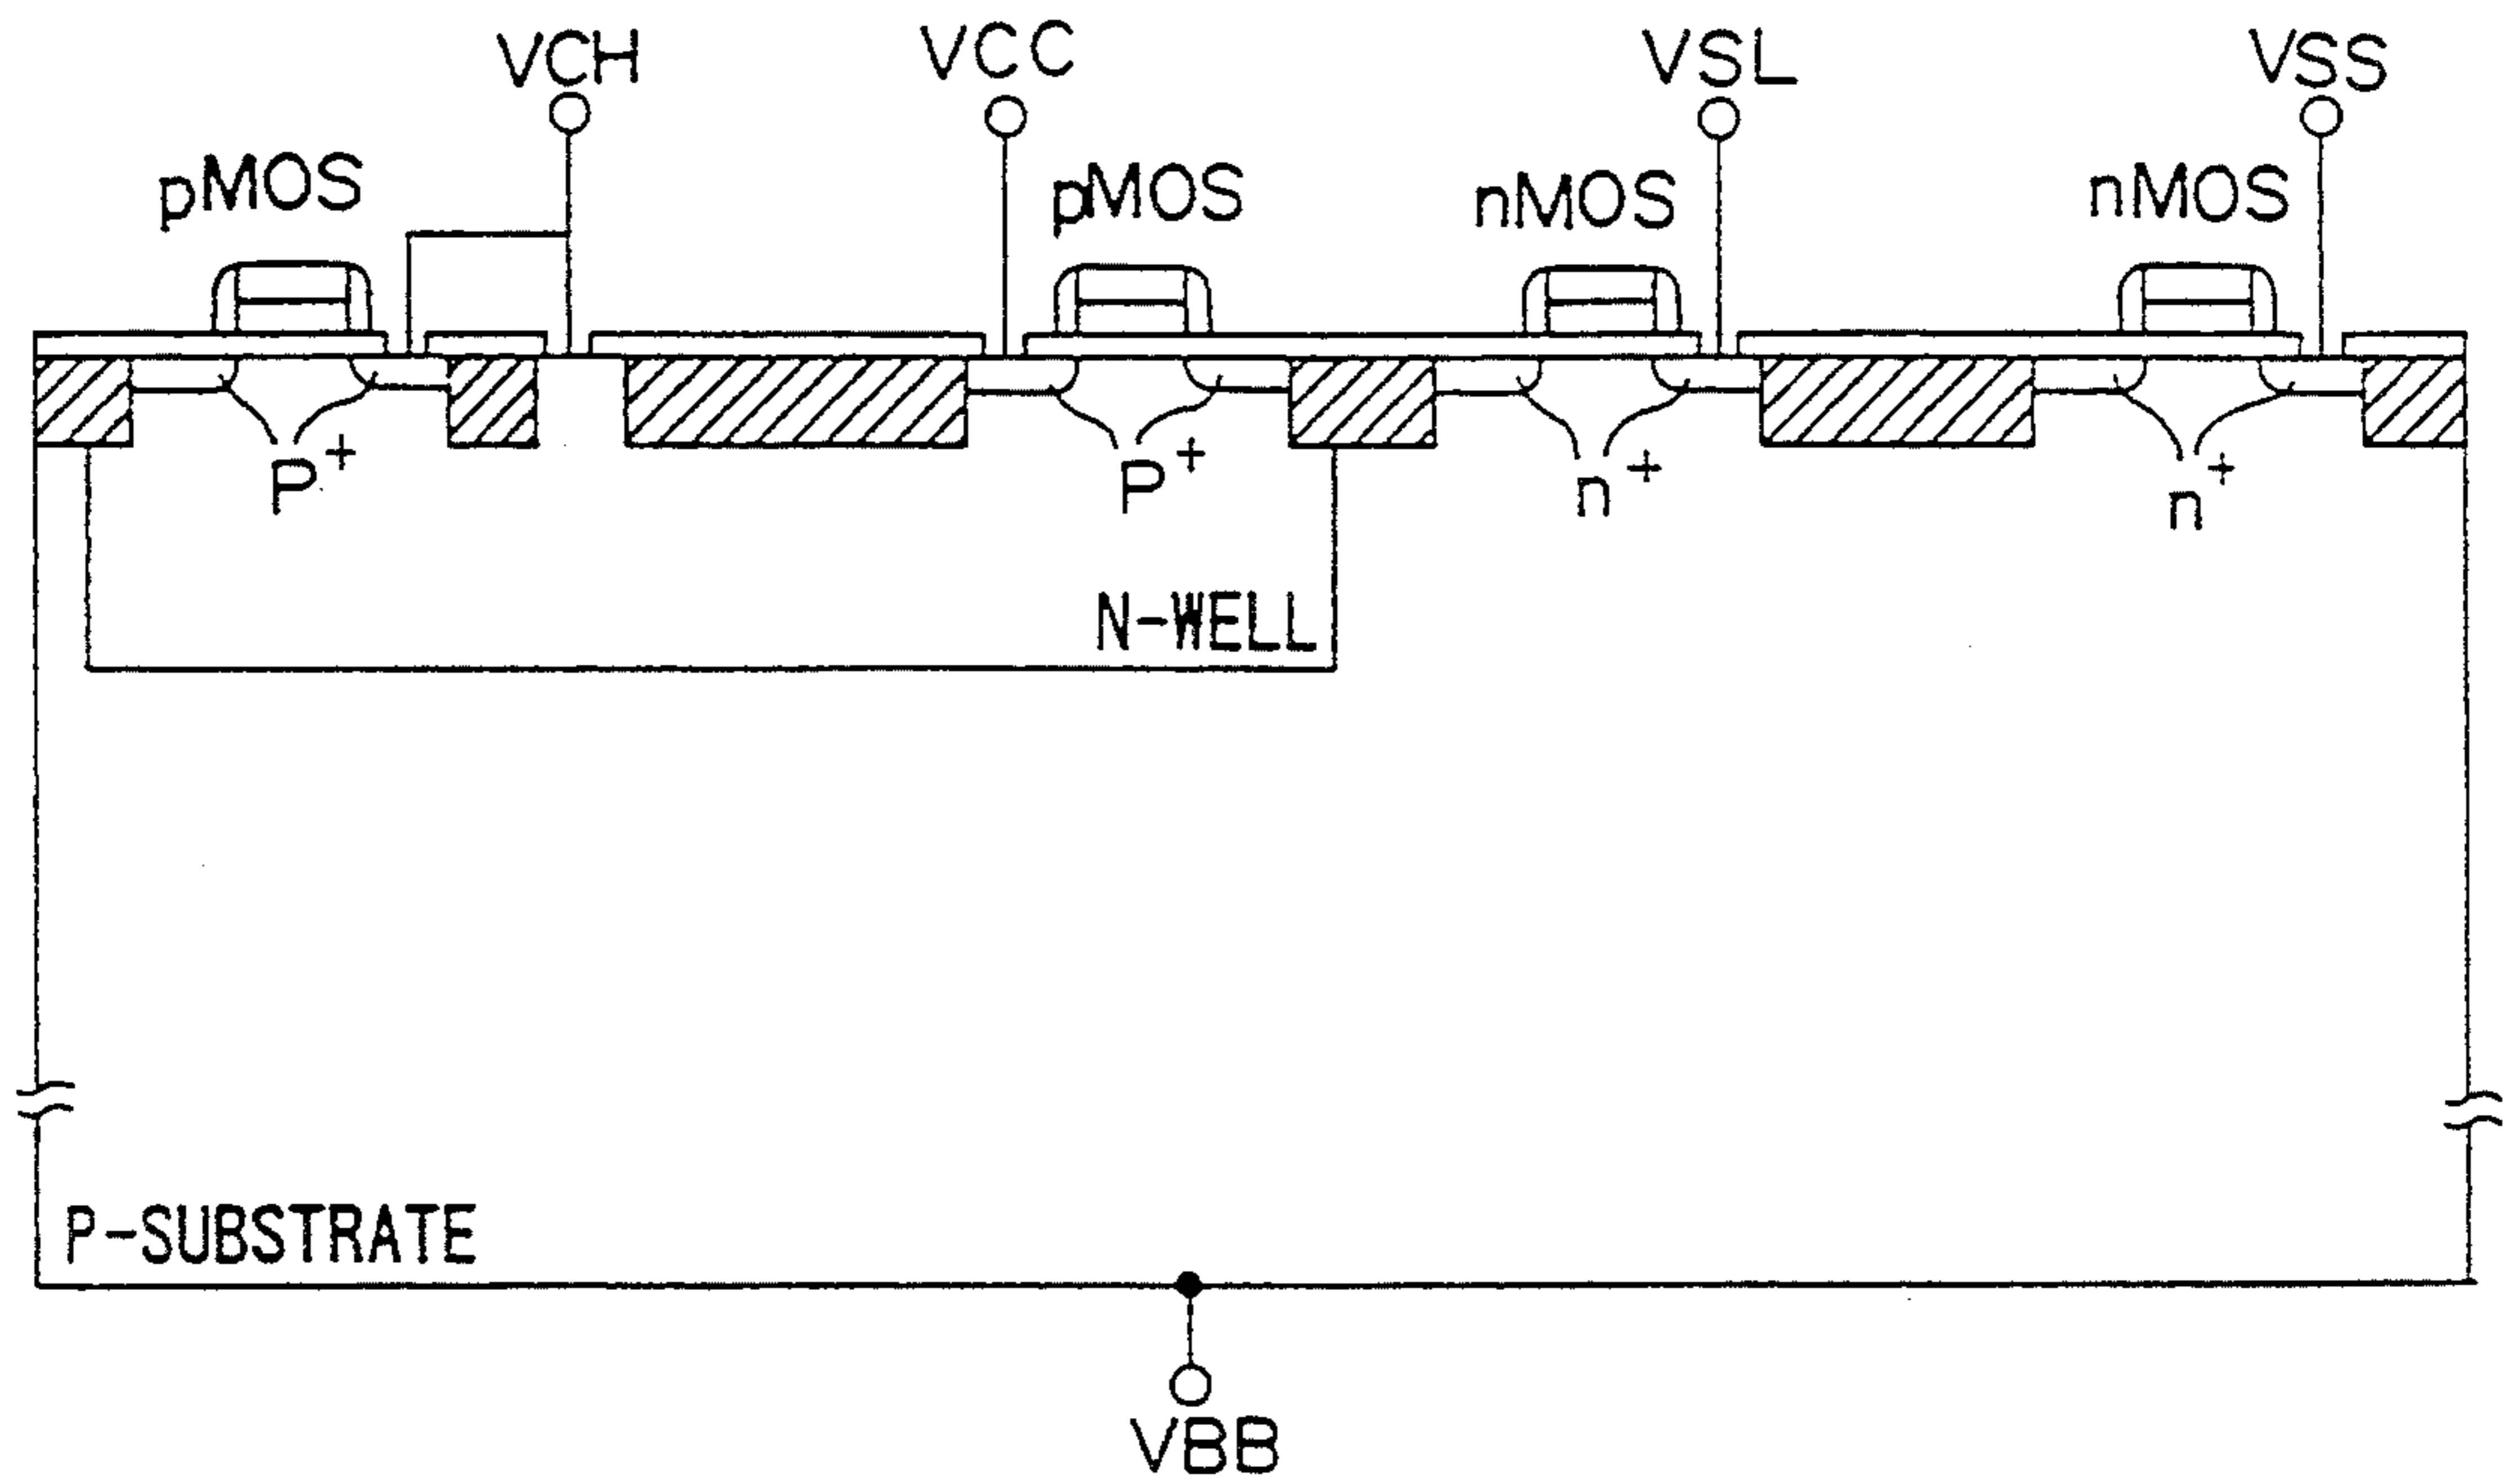 VCH VCC VSL VSS
pMOS pMOS nMOS nMOS
P+ P+ n+ n+
N-WELL
P-SUBSTRATE
VBB